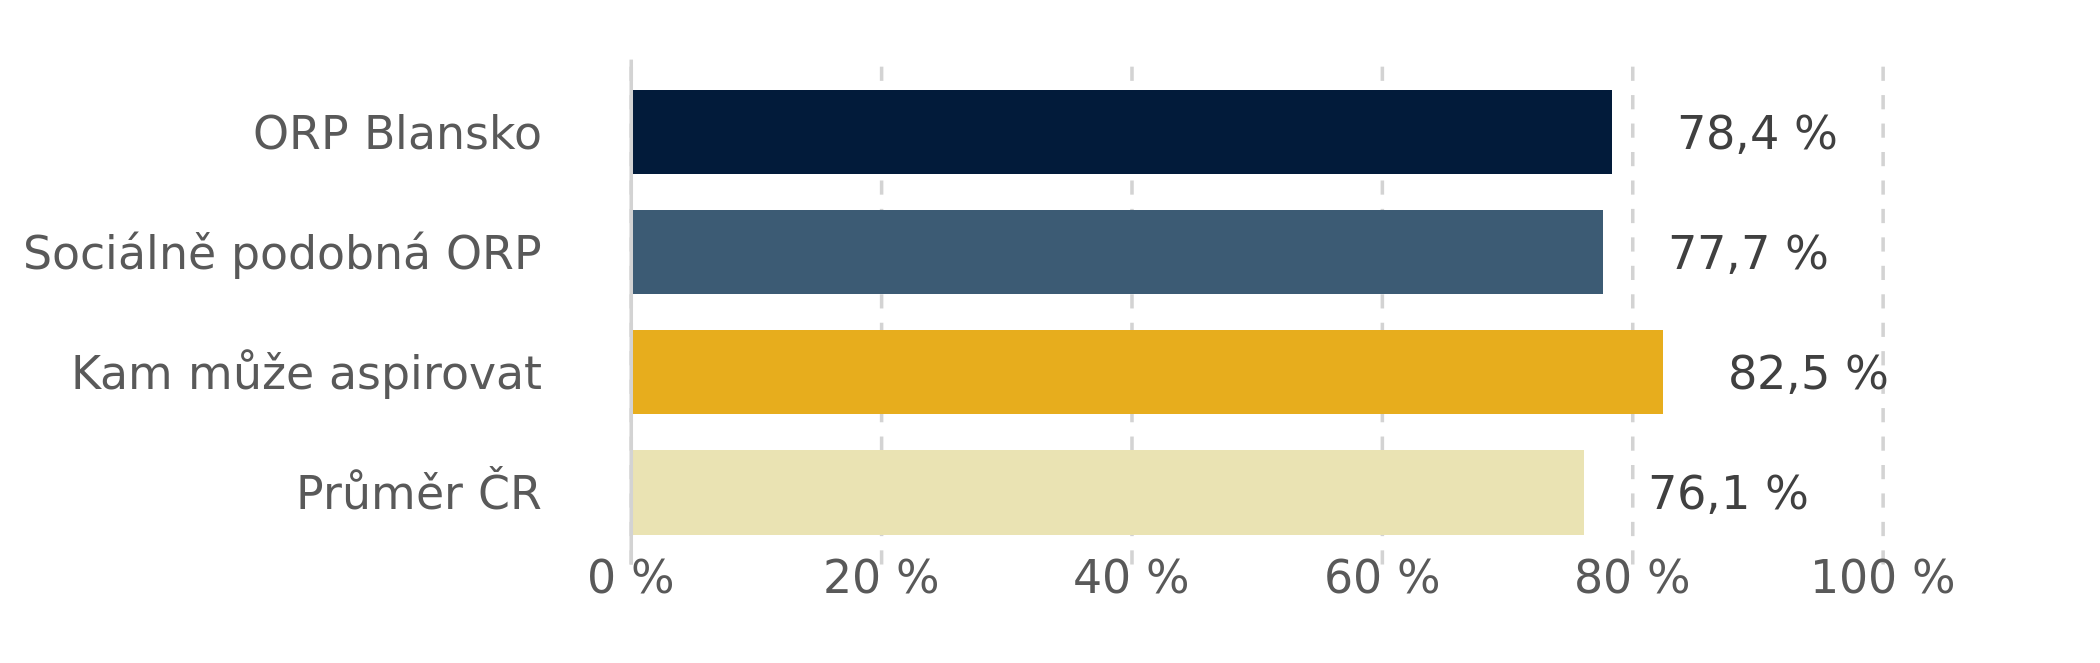 ORP Blansko 78,4 %
Sociálně podobná ORP 77,7 %
Kam může aspirovat 82,5 %
Průměr ČR 76,1 %
0 % 20 % 40 % 60 % 80 % 100 %